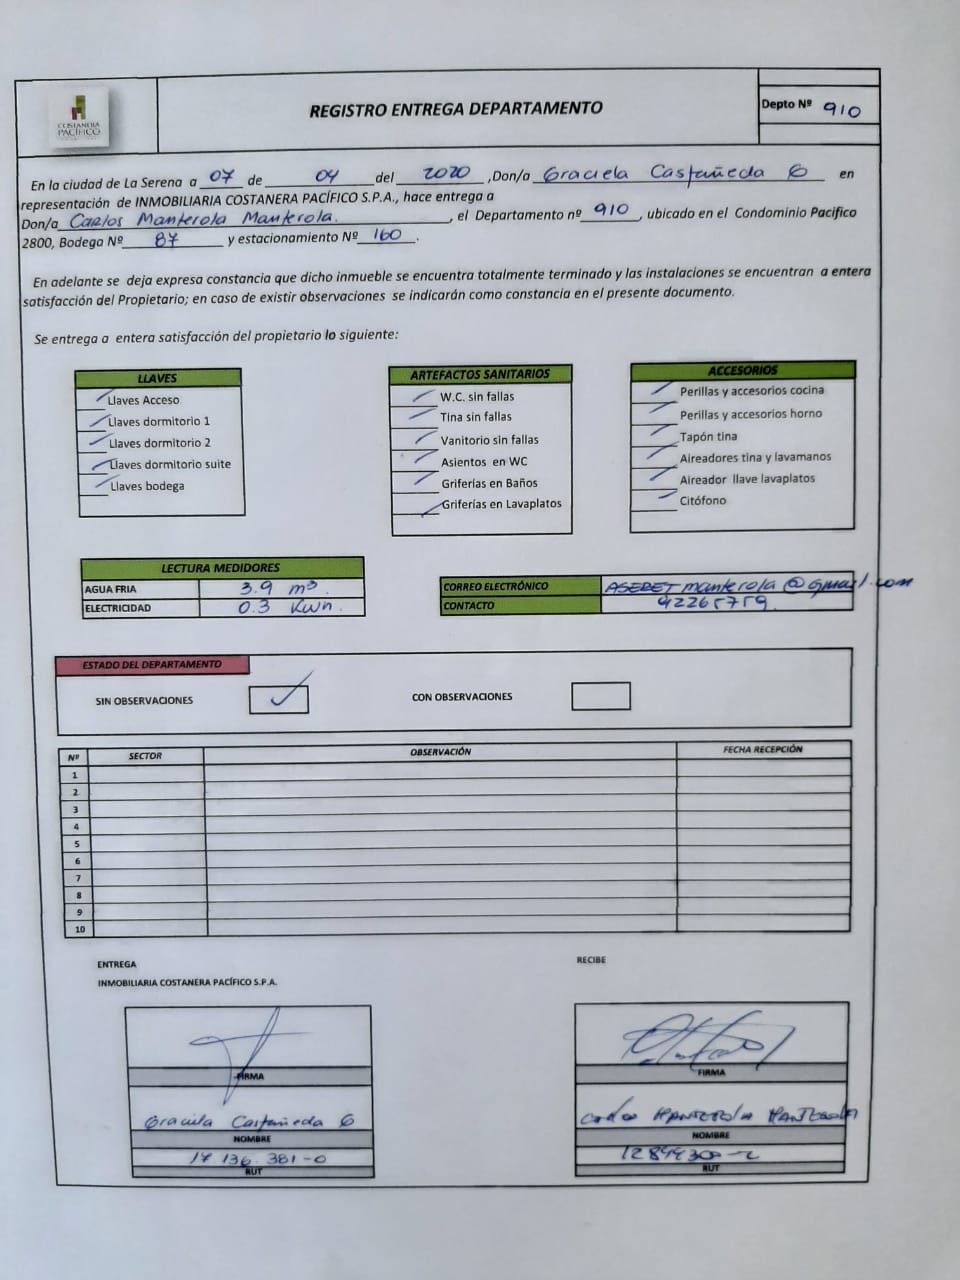 COSTANERA
PACÍFICO
REGISTRO ENTREGA DEPARTAMENTO
Depto Nº 910
En la ciudad de La Serena a 07 de 04 del 2020 ,Don/a Graciela Castañeda G en
representación de INMOBILIARIA COSTANERA PACÍFICO S.P.A., hace entrega a
Don/a Carlos Manterola Manterola. , el Departamento nº 910 , ubicado en el Condominio Pacifico
2800, Bodega Nº 87 y estacionamiento Nº 160 .
En adelante se deja expresa constancia que dicho inmueble se encuentra totalmente terminado y las instalaciones se encuentran a entera
satisfacción del Propietario; en caso de existir observaciones se indicarán como constancia en el presente documento.
Se entrega a entera satisfacción del propietario lo siguiente:
LLAVES
Llaves Acceso
Llaves dormitorio 1
Llaves dormitorio 2
Llaves dormitorio suite
Llaves bodega
ARTEFACTOS SANITARIOS
W.C. sin fallas
Tina sin fallas
Vanitorio sin fallas
Asientos en WC
Griferías en Baños
Griferías en Lavaplatos
ACCESORIOS
Perillas y accesorios cocina
Perillas y accesorios horno
Tapón tina
Aireadores tina y lavamanos
Aireador llave lavaplatos
Citófono
LECTURA MEDIDORES
AGUA FRIA 3.9 m³.
ELECTRICIDAD 0.3 Kwh.
CORREO ELECTRÓNICO manterola@gmail.com
CONTACTO 92265759
ESTADO DEL DEPARTAMENTO
SIN OBSERVACIONES
CON OBSERVACIONES
Nº SECTOR OBSERVACIÓN FECHA RECEPCIÓN
1
2
3
4
5
6
7
8
9
10
ENTREGA
INMOBILIARIA COSTANERA PACÍFICO S.P.A.
FIRMA
Graciela Castañeda G
NOMBRE
17.136.381-0
RUT
RECIBE
FIRMA
Carlos MANTEROLA MANTEROLA
NOMBRE
RUT